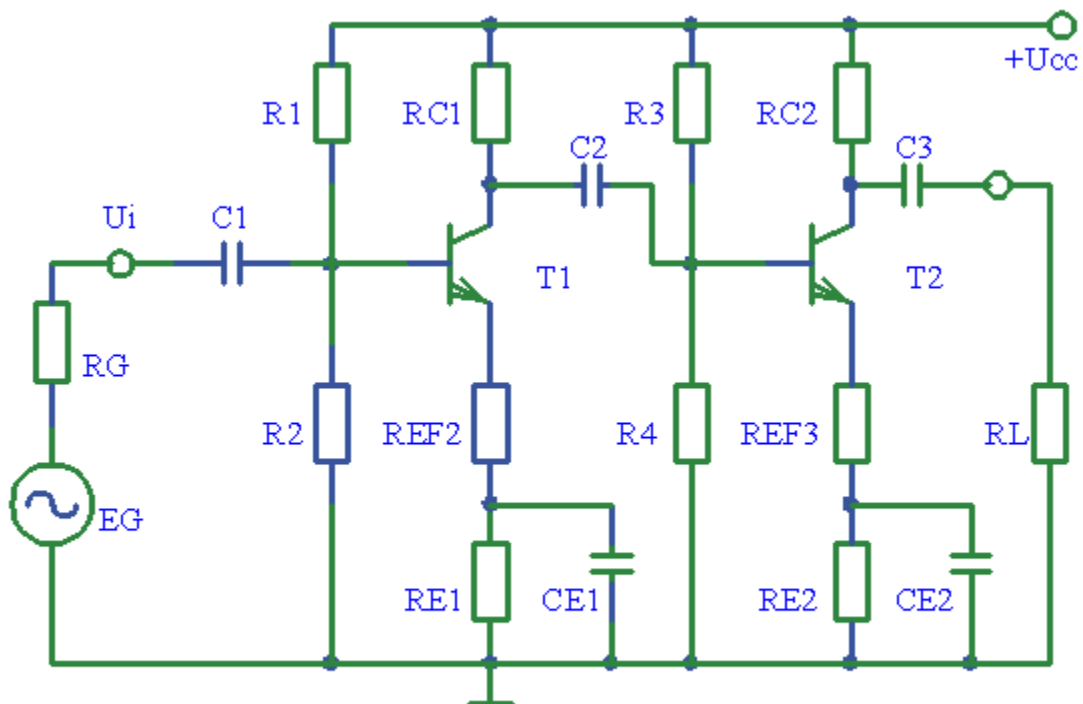 +Ucc
R1
RC1
R3
RC2
C2
C3
Ui
C1
T1
T2
RG
R2
REF2
R4
REF3
RL
EG
RE1
CE1
RE2
CE2